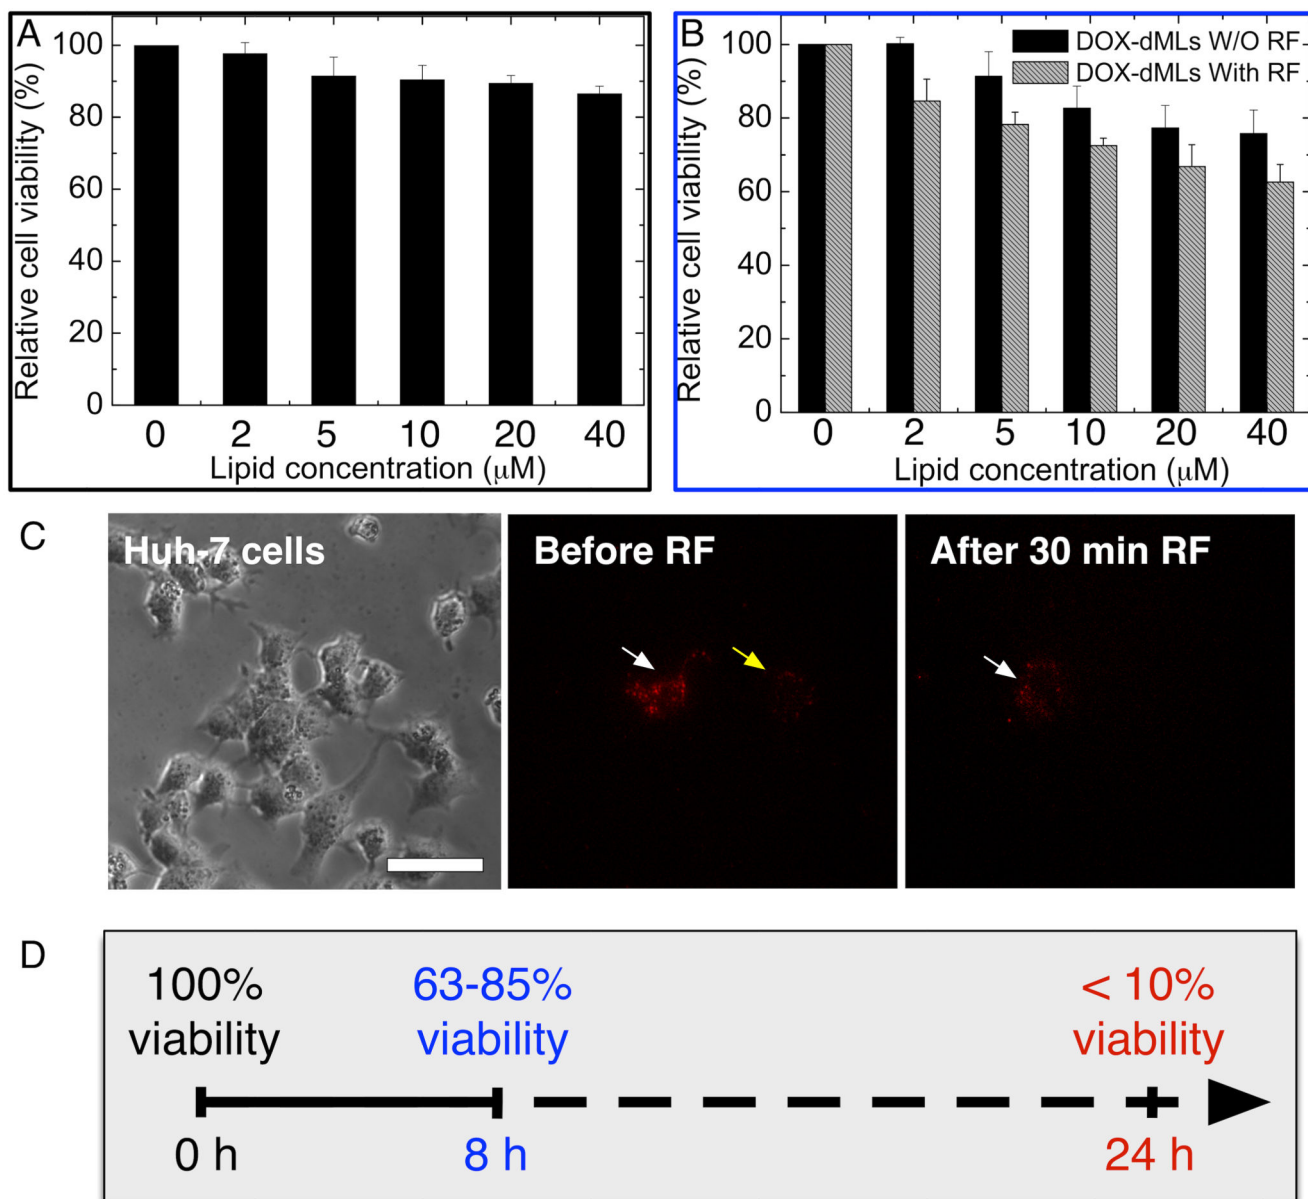 A
Relative cell viability (%)
100
80
60
40
20
0
0 2 5 10 20 40
Lipid concentration (μM)
B
DOX-dMLs W/O RF
DOX-dMLs With RF
Relative cell viability (%)
100
80
60
40
20
0
0 2 5 10 20 40
Lipid concentration (μM)
C
Huh-7 cells
Before RF
After 30 min RF
D
100%
viability
63-85%
viability
< 10%
viability
0 h
8 h
24 h